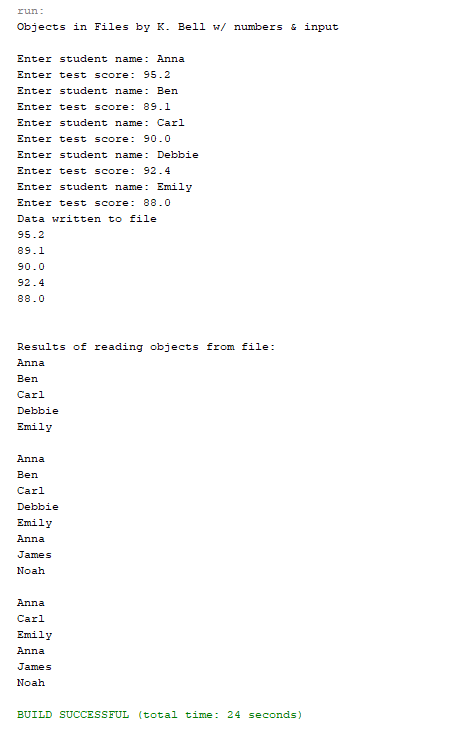 run:
Objects in Files by K. Bell w/ numbers & input
Enter student name: Anna
Enter test score: 95.2
Enter student name: Ben
Enter test score: 89.1
Enter student name: Carl
Enter test score: 90.0
Enter student name: Debbie
Enter test score: 92.4
Enter student name: Emily
Enter test score: 88.0
Data written to file
95.2
89.1
90.0
92.4
88.0
Results of reading objects from file:
Anna
Ben
Carl
Debbie
Emily
Anna
Ben
Carl
Debbie
Emily
Anna
James
Noah
Anna
Carl
Emily
Anna
James
Noah
BUILD SUCCESSFUL (total time: 24 seconds)